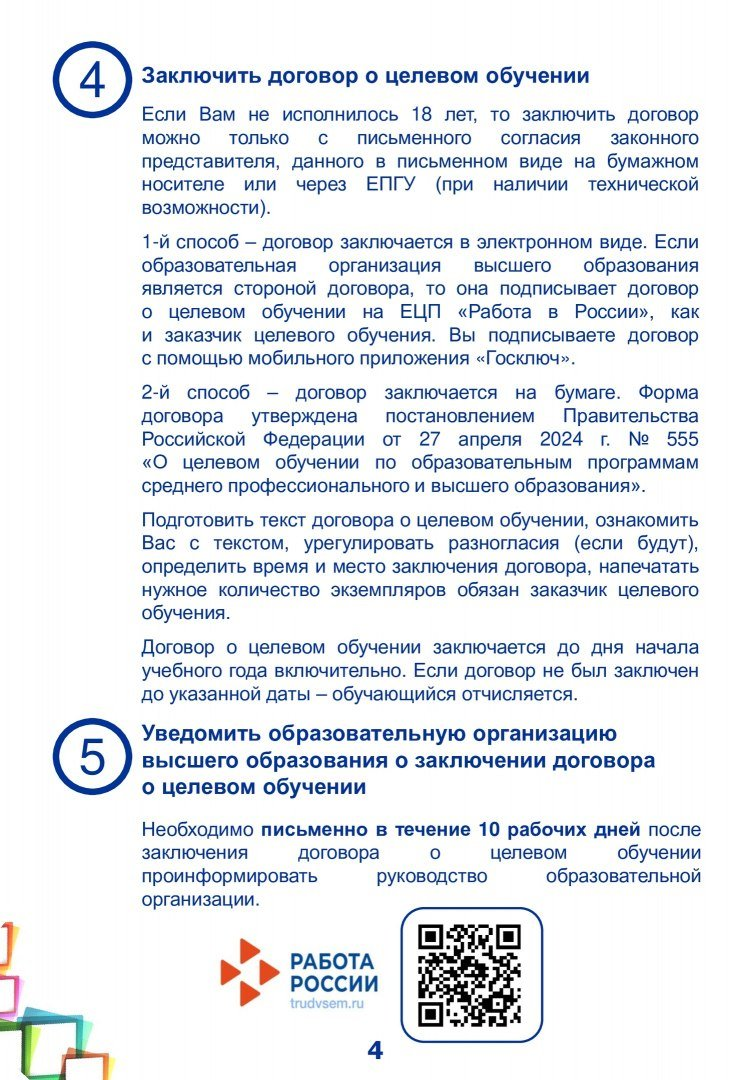 4
Заключить договор о целевом обучении
Если Вам не исполнилось 18 лет, то заключить договор
можно только с письменного согласия законного
представителя, данного в письменном виде на бумажном
носителе или через ЕПГУ (при наличии технической
возможности).
1-й способ – договор заключается в электронном виде. Если
образовательная организация высшего образования
является стороной договора, то она подписывает договор
о целевом обучении на ЕЦП «Работа в России», как
и заказчик целевого обучения. Вы подписываете договор
с помощью мобильного приложения «Госключ».
2-й способ – договор заключается на бумаге. Форма
договора утверждена постановлением Правительства
Российской Федерации от 27 апреля 2024 г. № 555
«О целевом обучении по образовательным программам
среднего профессионального и высшего образования».
Подготовить текст договора о целевом обучении, ознакомить
Вас с текстом, урегулировать разногласия (если будут),
определить время и место заключения договора, напечатать
нужное количество экземпляров обязан заказчик целевого
обучения.
Договор о целевом обучении заключается до дня начала
учебного года включительно. Если договор не был заключен
до указанной даты – обучающийся отчисляется.
5
Уведомить образовательную организацию
высшего образования о заключении договора
о целевом обучении
Необходимо письменно в течение 10 рабочих дней после
заключения договора о целевом обучении
проинформировать руководство образовательной
организации.
РАБОТА
РОССИИ
trudvsem.ru
4